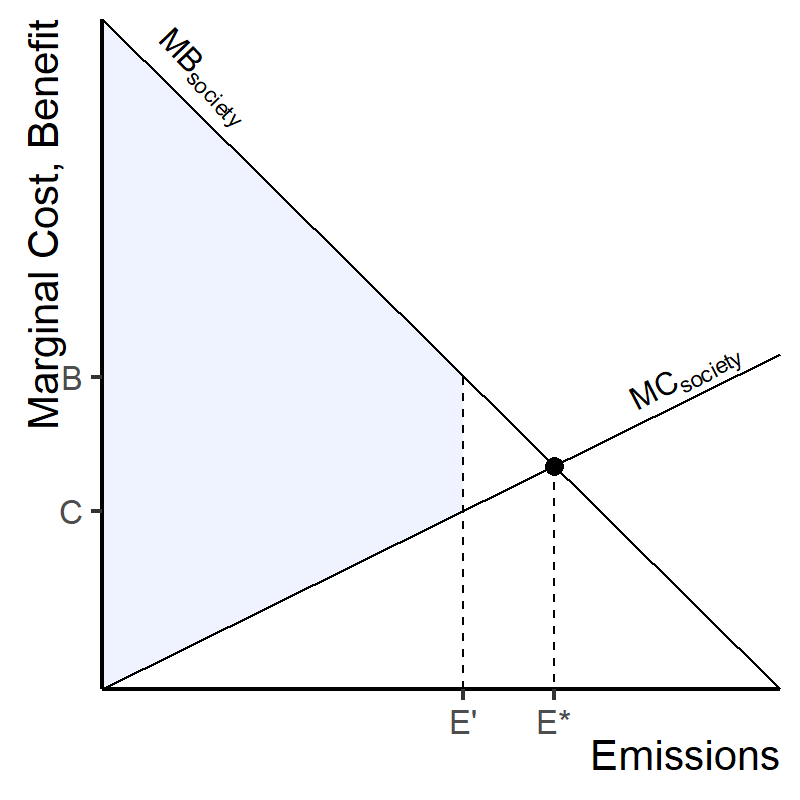 Marginal Cost, Benefit
MBsociety
MCsociety
B
C
E' E*
Emissions